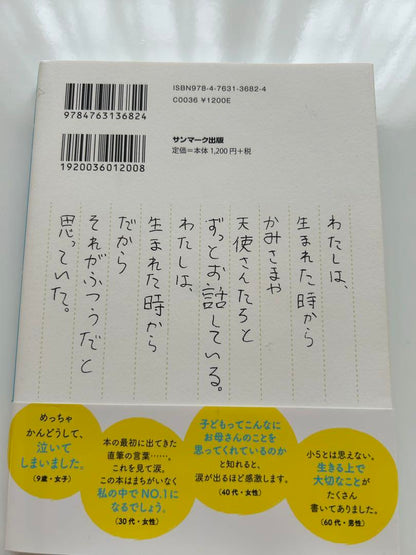 ISBN978-4-7631-3682-4
C0036 ¥1200E
9784763136824
サンマーク出版
定価=本体1,200円+税
1920036012008
わたしは、
生まれた時から
かみさまや
天使さんたちと
ずっとお話している。
わたしは、
生まれた時から
だから
それがふつうだと
思っていた。
めっちゃ
かんどうして、
泣いて
しまいました。
(9歳・女子)
本の最初に出てきた
直筆の言葉……。
これを見て涙。
この本はまちがいなく
私の中でNO.1に
なるでしょう。
(30代・女性)
子どもってこんなに
お母さんのことを
思ってくれているのか
と知れると、
涙が出るほど感激します。
(40代・女性)
小5とは思えない。
生きる上で
大切なことが
たくさん
書いてありました。
(60代・男性)